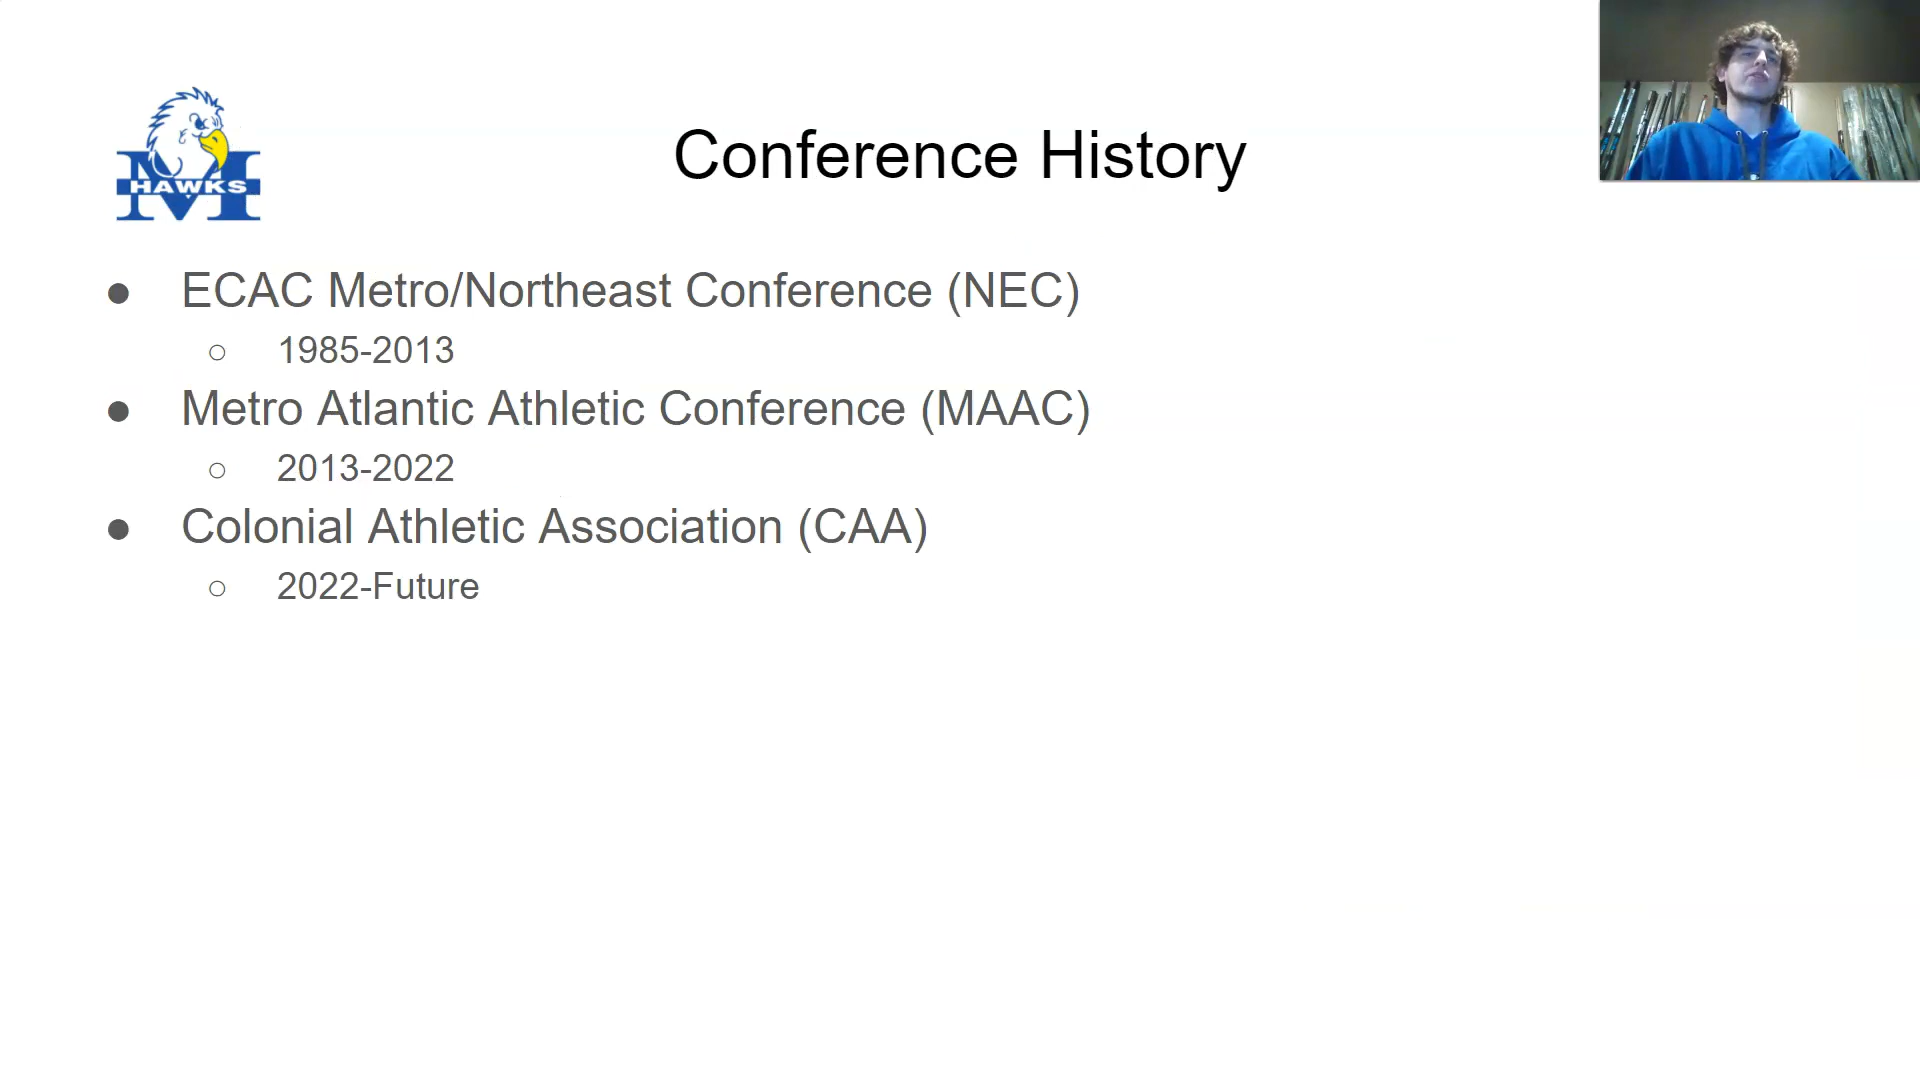 HAWKS
Conference History
● ECAC Metro/Northeast Conference (NEC)
○ 1985-2013
● Metro Atlantic Athletic Conference (MAAC)
○ 2013-2022
● Colonial Athletic Association (CAA)
○ 2022-Future